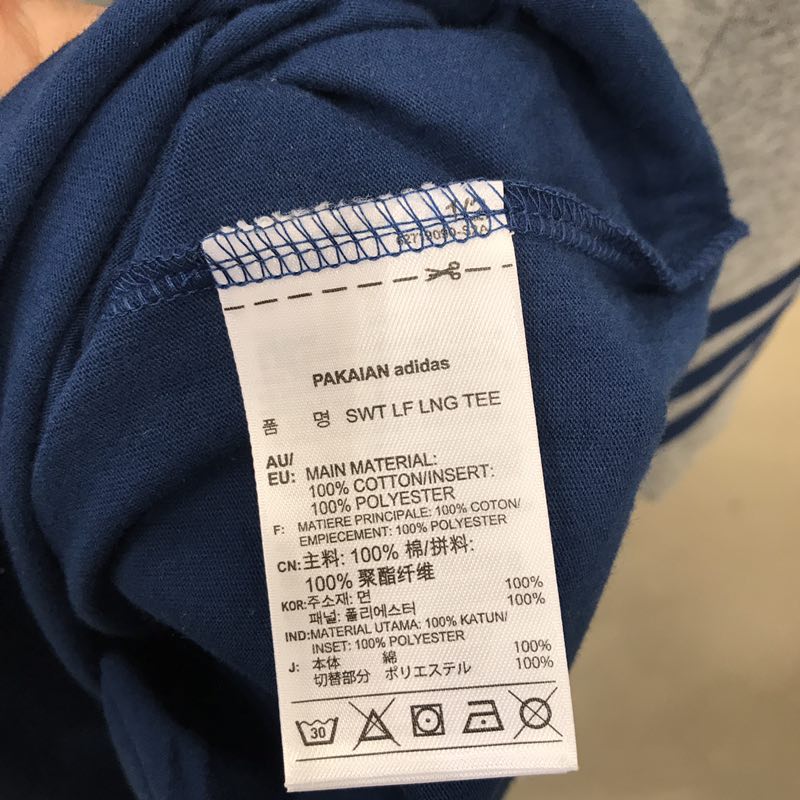 PAKAIAN adidas
품 명 SWT LF LNG TEE
AU/
EU: MAIN MATERIAL:
100% COTTON/INSERT:
100% POLYESTER
F: MATIERE PRINCIPALE: 100% COTON/
EMPIECEMENT: 100% POLYESTER
CN: 主料: 100% 棉/拼料:
100% 聚酯纤维
KOR: 주소재: 면 100%
패널: 폴리에스터 100%
IND: MATERIAL UTAMA: 100% KATUN/
INSET: 100% POLYESTER
J: 本体 綿 100%
切替部分 ポリエステル 100%
30